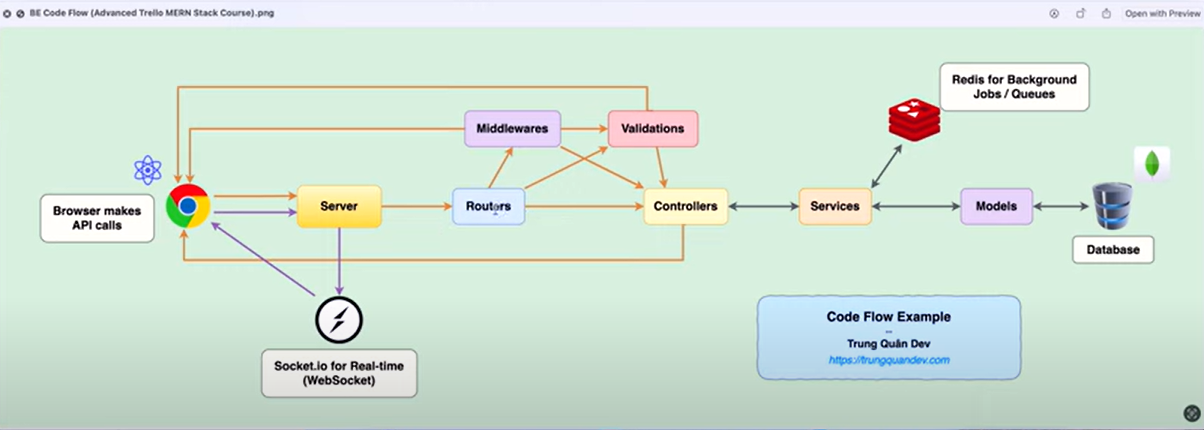 BE Code Flow (Advanced Trello MERN Stack Course).png
Open with Preview
Redis for Background
Jobs / Queues
Middlewares
Validations
Browser makes
API calls
Server
Routers
Controllers
Services
Models
Database
Socket.io for Real-time
(WebSocket)
Code Flow Example
--
Trung Quân Dev
https://trungquandev.com